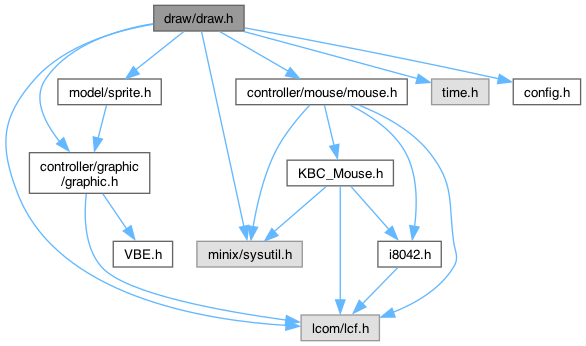 draw/draw.h
model/sprite.h
controller/mouse/mouse.h
time.h
config.h
controller/graphic
/graphic.h
KBC_Mouse.h
VBE.h
minix/sysutil.h
i8042.h
lcom/lcf.h